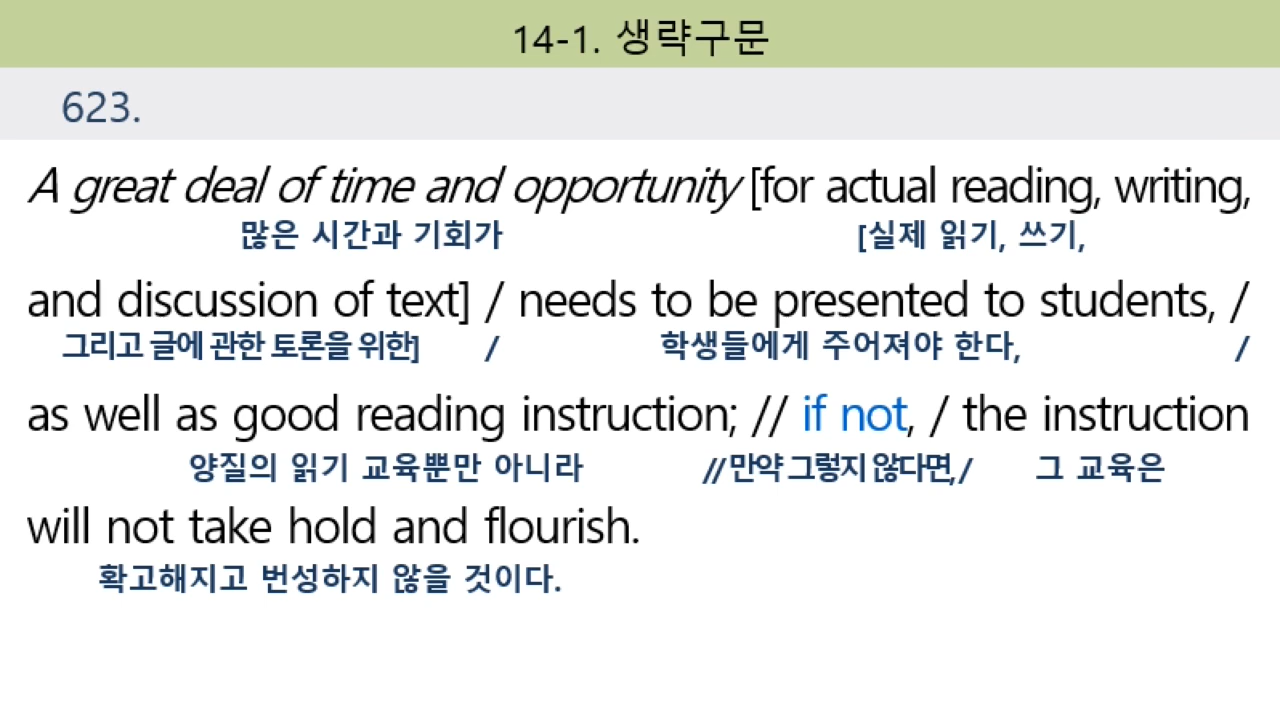 14-1. 생략구문
623.
A great deal of time and opportunity [for actual reading, writing,
많은 시간과 기회가 [실제 읽기, 쓰기,
and discussion of text] / needs to be presented to students, /
그리고 글에 관한 토론을 위한] / 학생들에게 주어져야 한다, /
as well as good reading instruction; // if not, / the instruction
양질의 읽기 교육뿐만 아니라 // 만약 그렇지 않다면, / 그 교육은
will not take hold and flourish.
확고해지고 번성하지 않을 것이다.